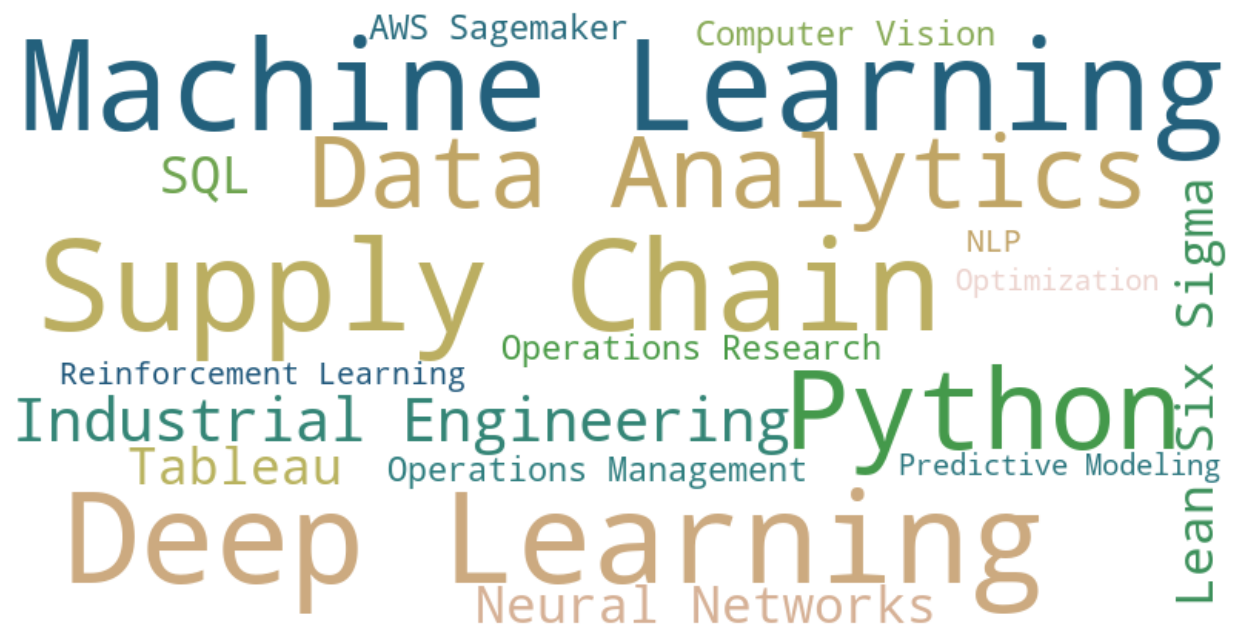 AWS Sagemaker
Computer Vision
Machine Learning
SQL
Data Analytics
Supply Chain
NLP
Optimization
Operations Research
Reinforcement Learning
Python
Industrial Engineering
Tableau
Operations Management
Predictive Modeling
Deep Learning
Neural Networks
Lean Six Sigma